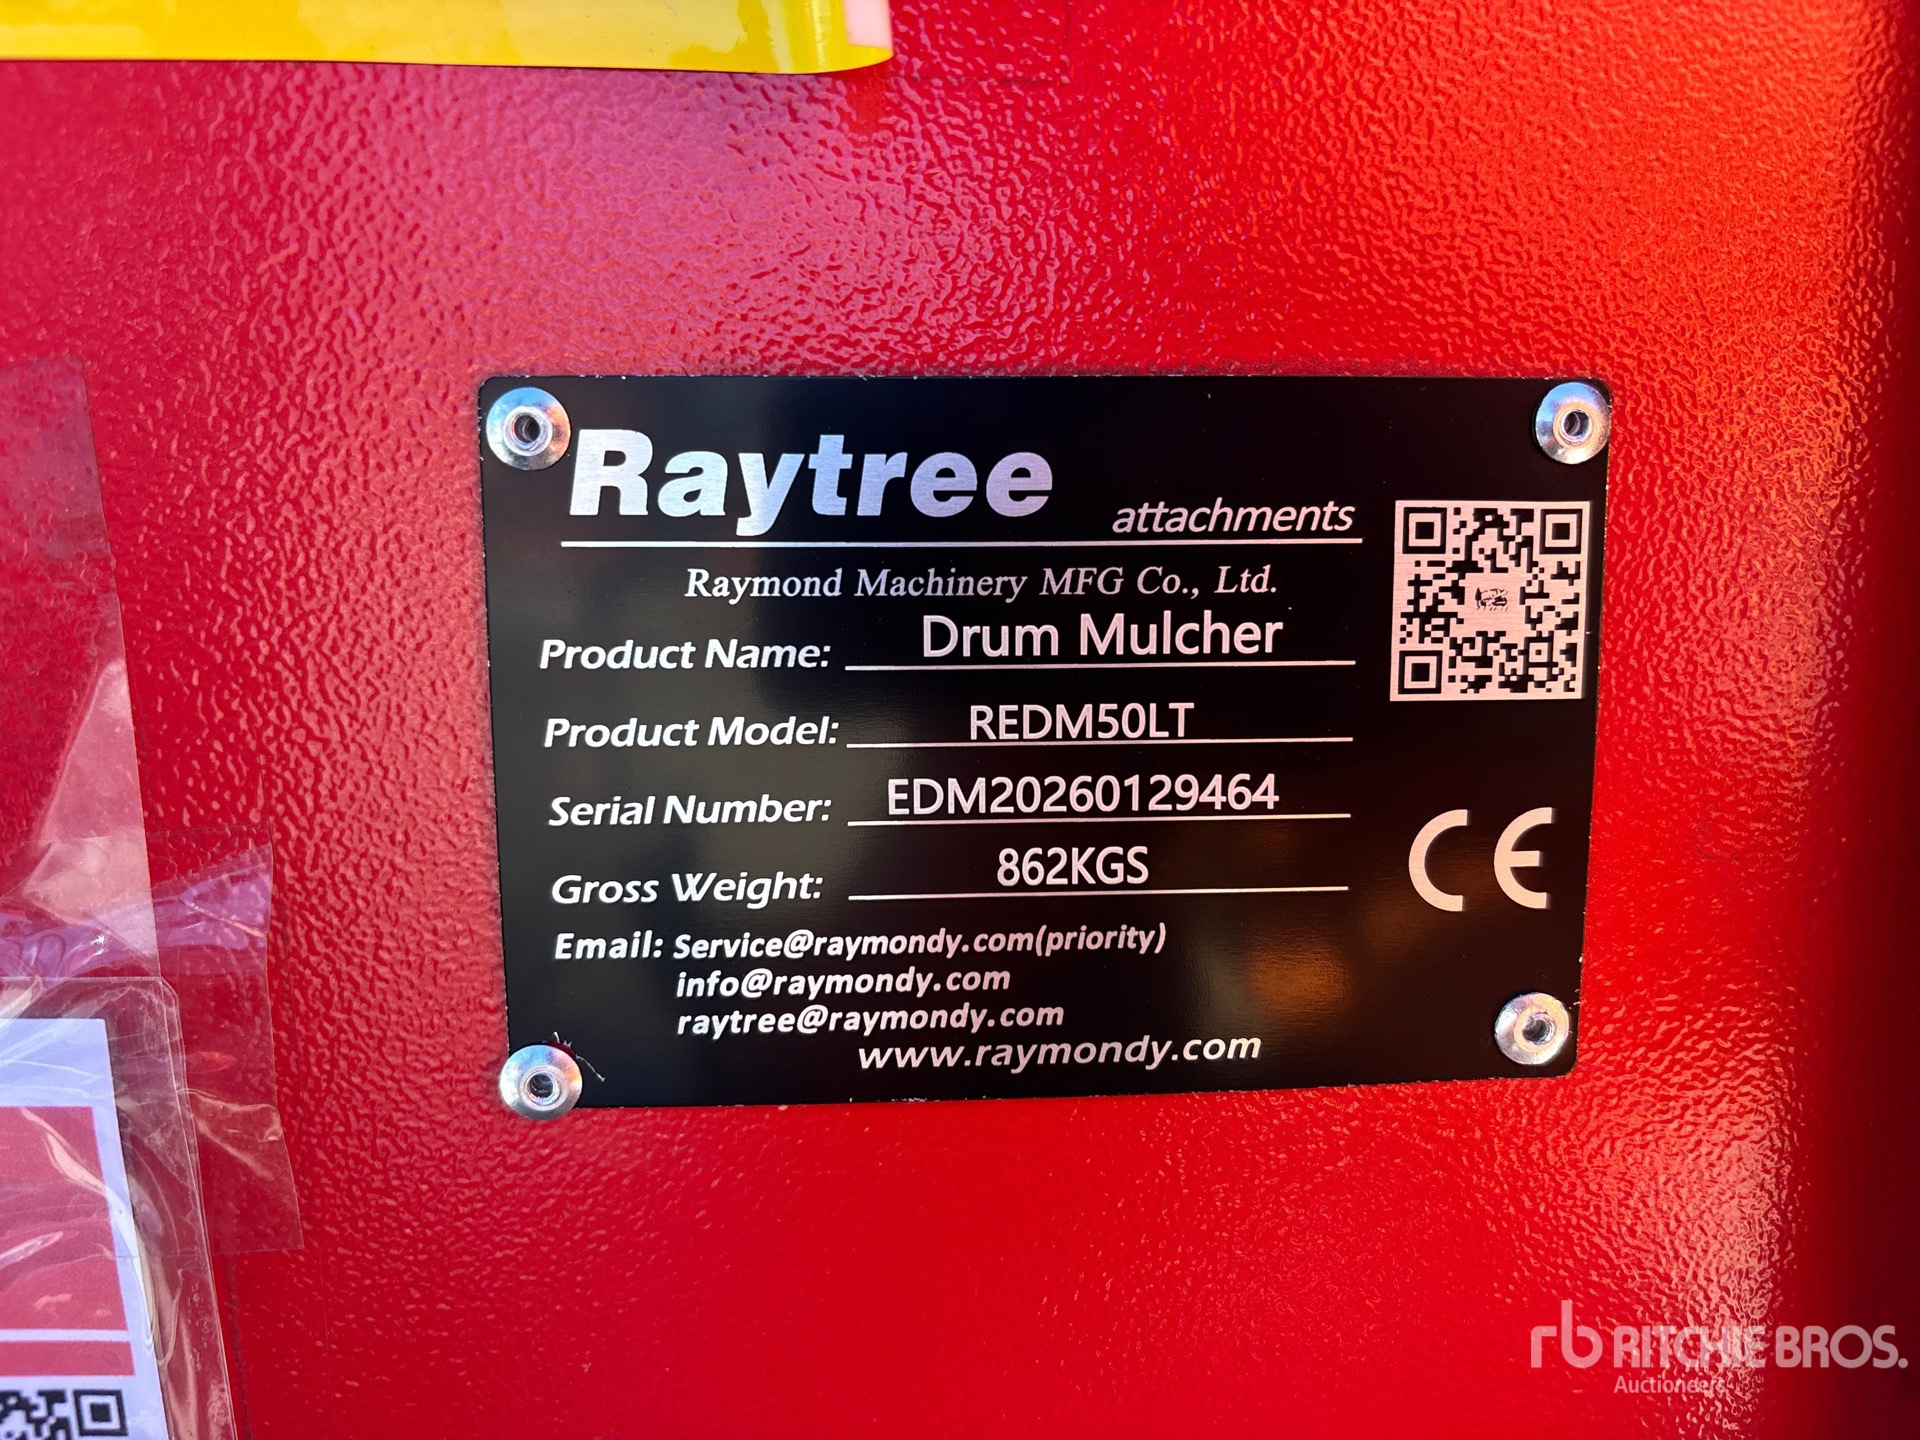 Raytree attachments
Raymond Machinery MFG Co., Ltd.
Product Name: Drum Mulcher
Product Model: REDM50LT
Serial Number: EDM20260129464
Gross Weight: 862KGS
CE
Email: Service@raymondy.com(priority)
info@raymondy.com
raytree@raymondy.com
www.raymondy.com
rb RITCHIE BROS.
Auctioneers